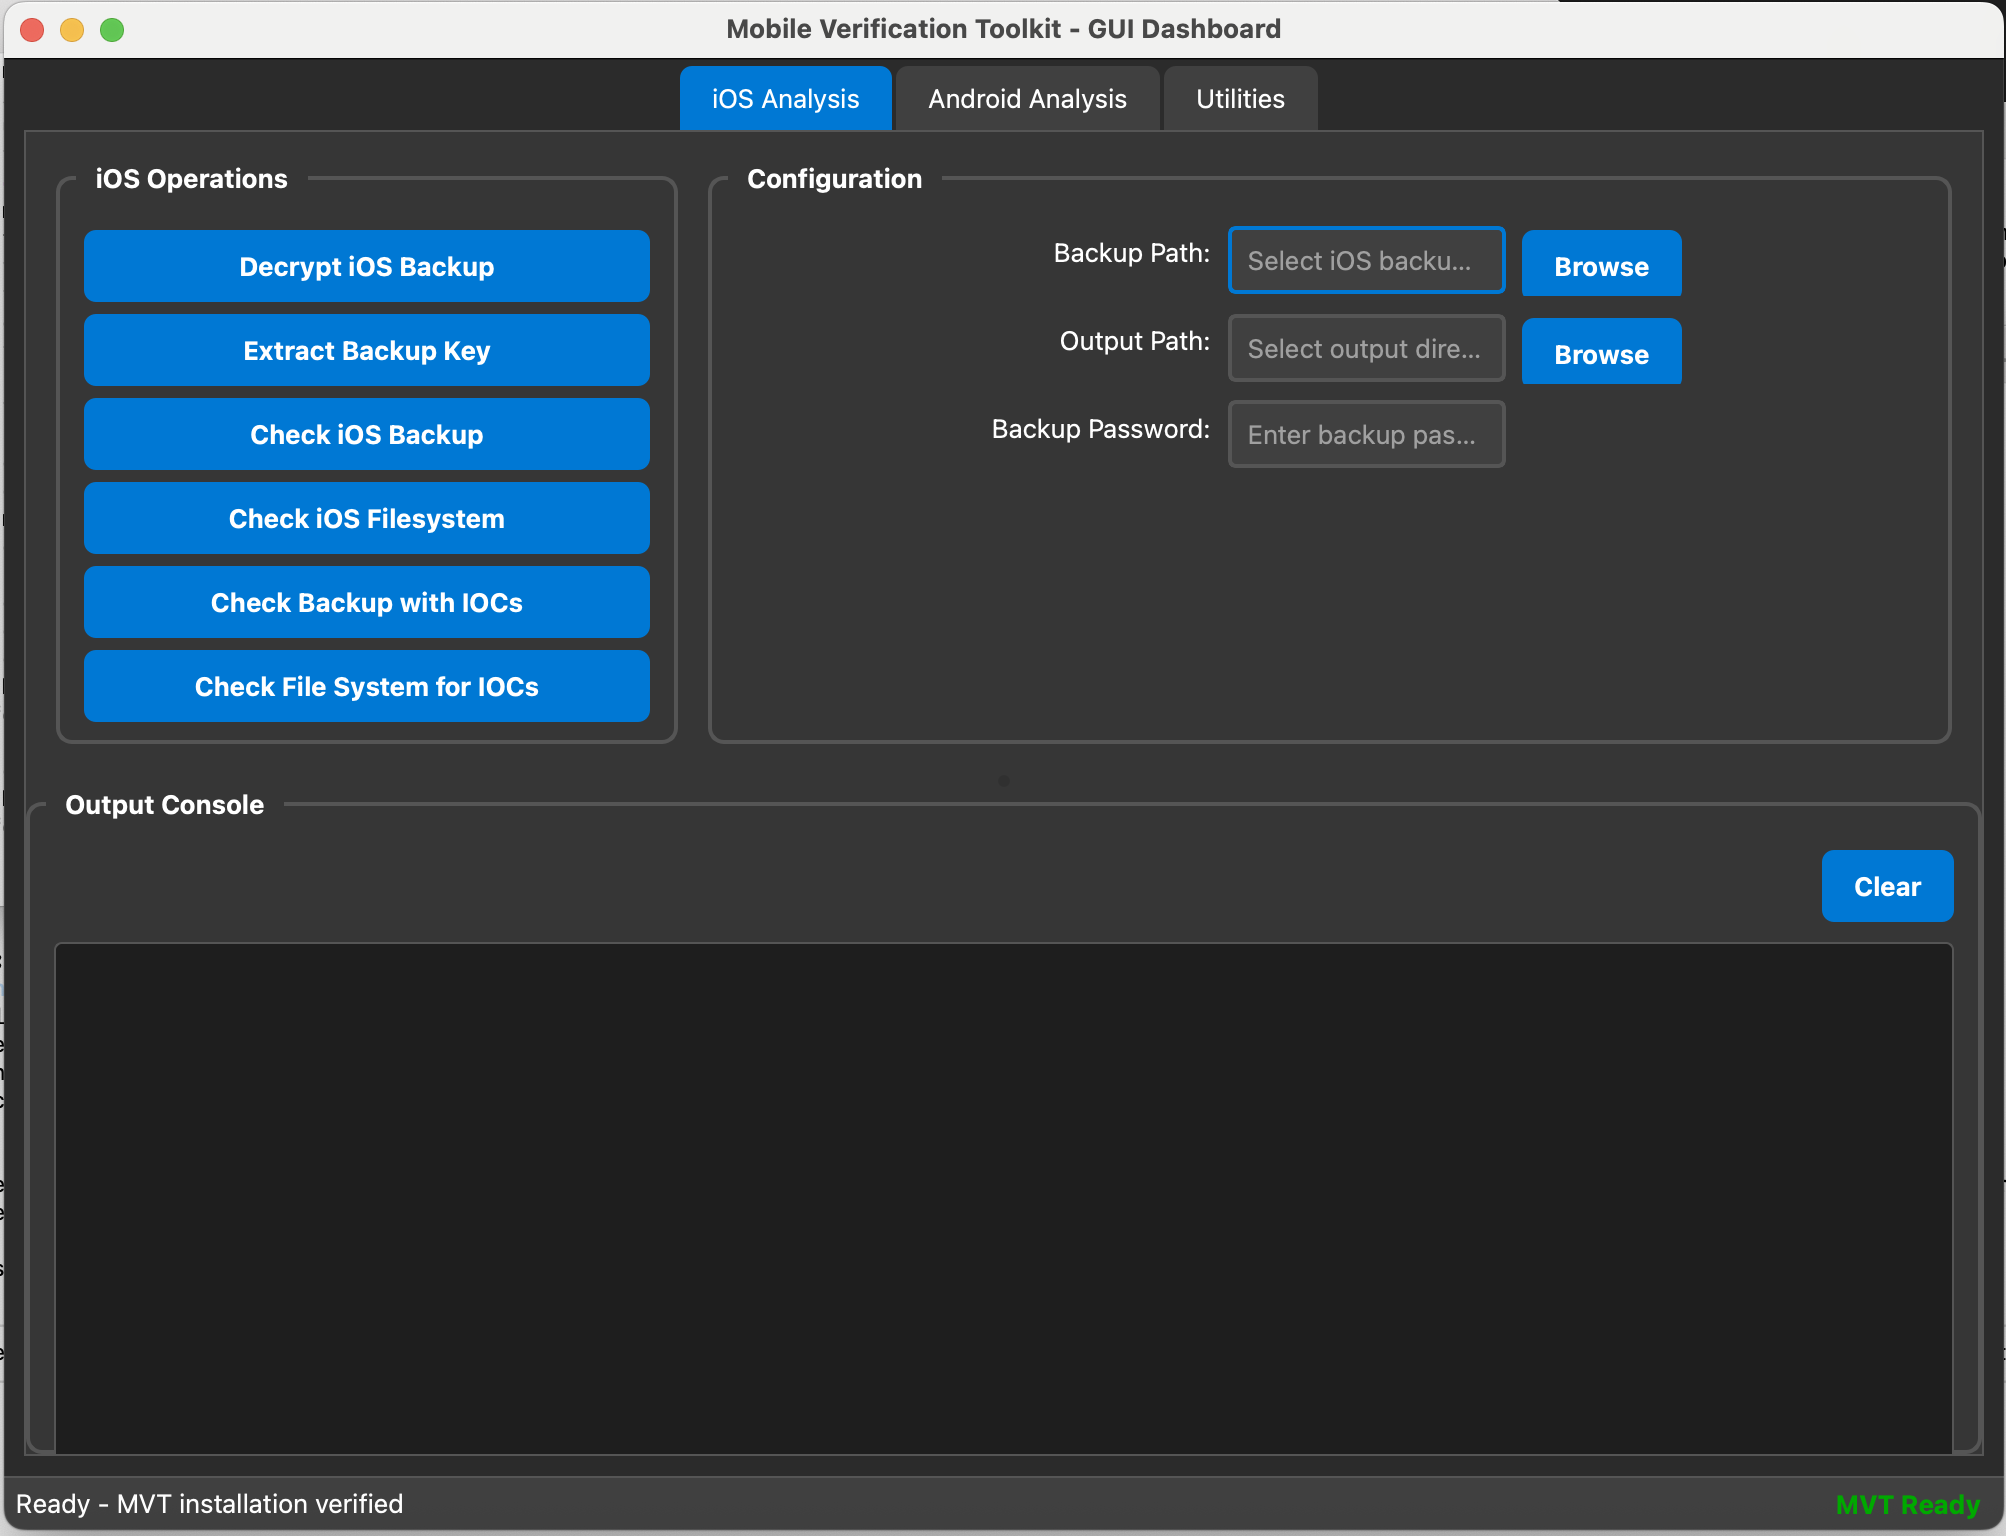 Mobile Verification Toolkit - GUI Dashboard
iOS Analysis
Android Analysis
Utilities
iOS Operations
Decrypt iOS Backup
Extract Backup Key
Check iOS Backup
Check iOS Filesystem
Check Backup with IOCs
Check File System for IOCs
Configuration
Backup Path:
Select iOS backu...
Browse
Output Path:
Select output dire...
Browse
Backup Password:
Enter backup pas...
Output Console
Clear
Ready - MVT installation verified
MVT Ready